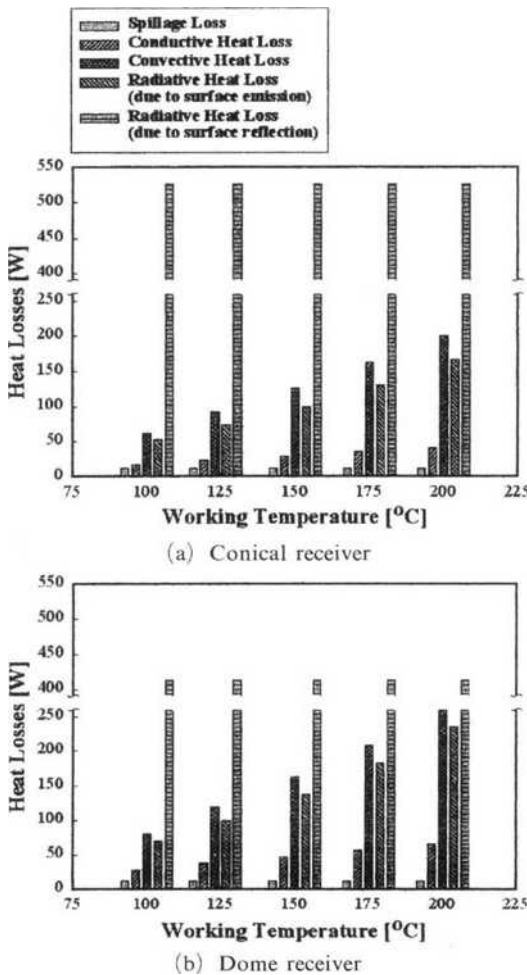 Spillage Loss
Conductive Heat Loss
Convective Heat Loss
Radiative Heat Loss
(due to surface emission)
Radiative Heat Loss
(due to surface reflection)
550
500
450
400
250
200
150
100
50
0
Heat Losses [W]
75 100 125 150 175 200 225
Working Temperature [°C]
(a) Conical receiver
550
500
450
400
250
200
150
100
50
0
Heat Losses [W]
75 100 125 150 175 200 225
Working Temperature [°C]
(b) Dome receiver